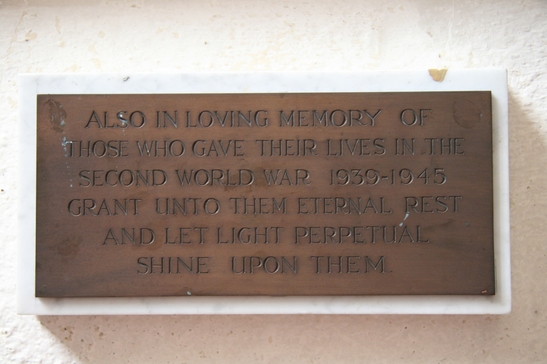 ALSO IN LOVING MEMORY OF
THOSE WHO GAVE THEIR LIVES IN THE
SECOND WORLD WAR 1939-1945
GRANT UNTO THEM ETERNAL REST
AND LET LIGHT PERPETUAL
SHINE UPON THEM.